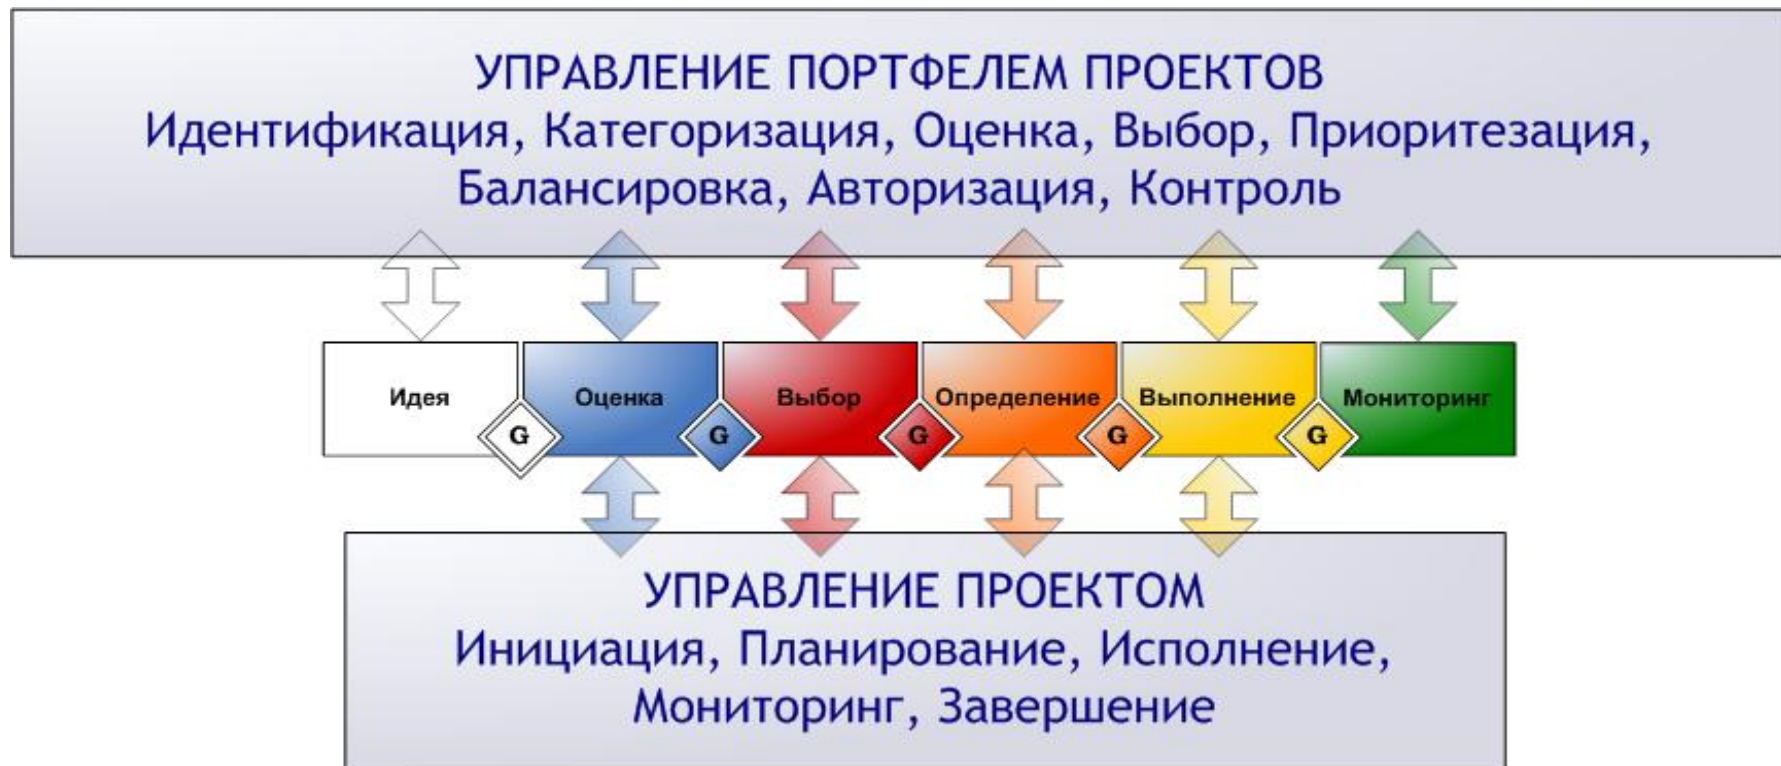 УПРАВЛЕНИЕ ПОРТФЕЛЕМ ПРОЕКТОВ
Идентификация, Категоризация, Оценка, Выбор, Приоритезация,
Балансировка, Авторизация, Контроль
Идея
Оценка
Выбор
Определение
Выполнение
Мониторинг
G
G
G
G
G
УПРАВЛЕНИЕ ПРОЕКТОМ
Инициация, Планирование, Исполнение,
Мониторинг, Завершение